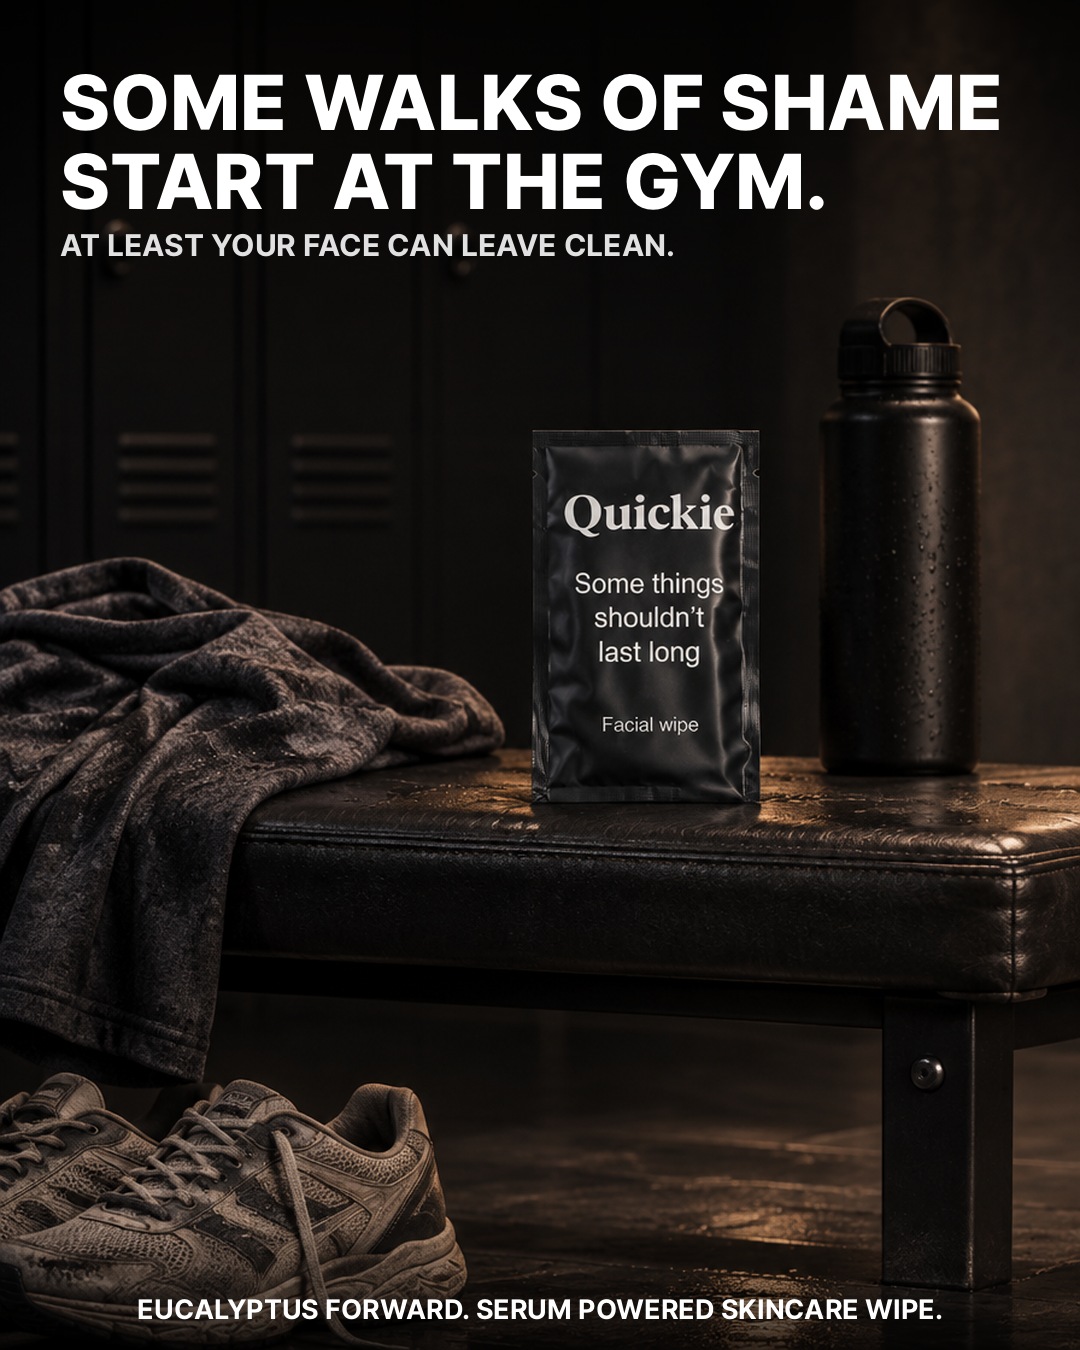 SOME WALKS OF SHAME
START AT THE GYM.
AT LEAST YOUR FACE CAN LEAVE CLEAN.
Quickie
Some things
shouldn’t
last long
Facial wipe
EUCALYPTUS FORWARD. SERUM POWERED SKINCARE WIPE.